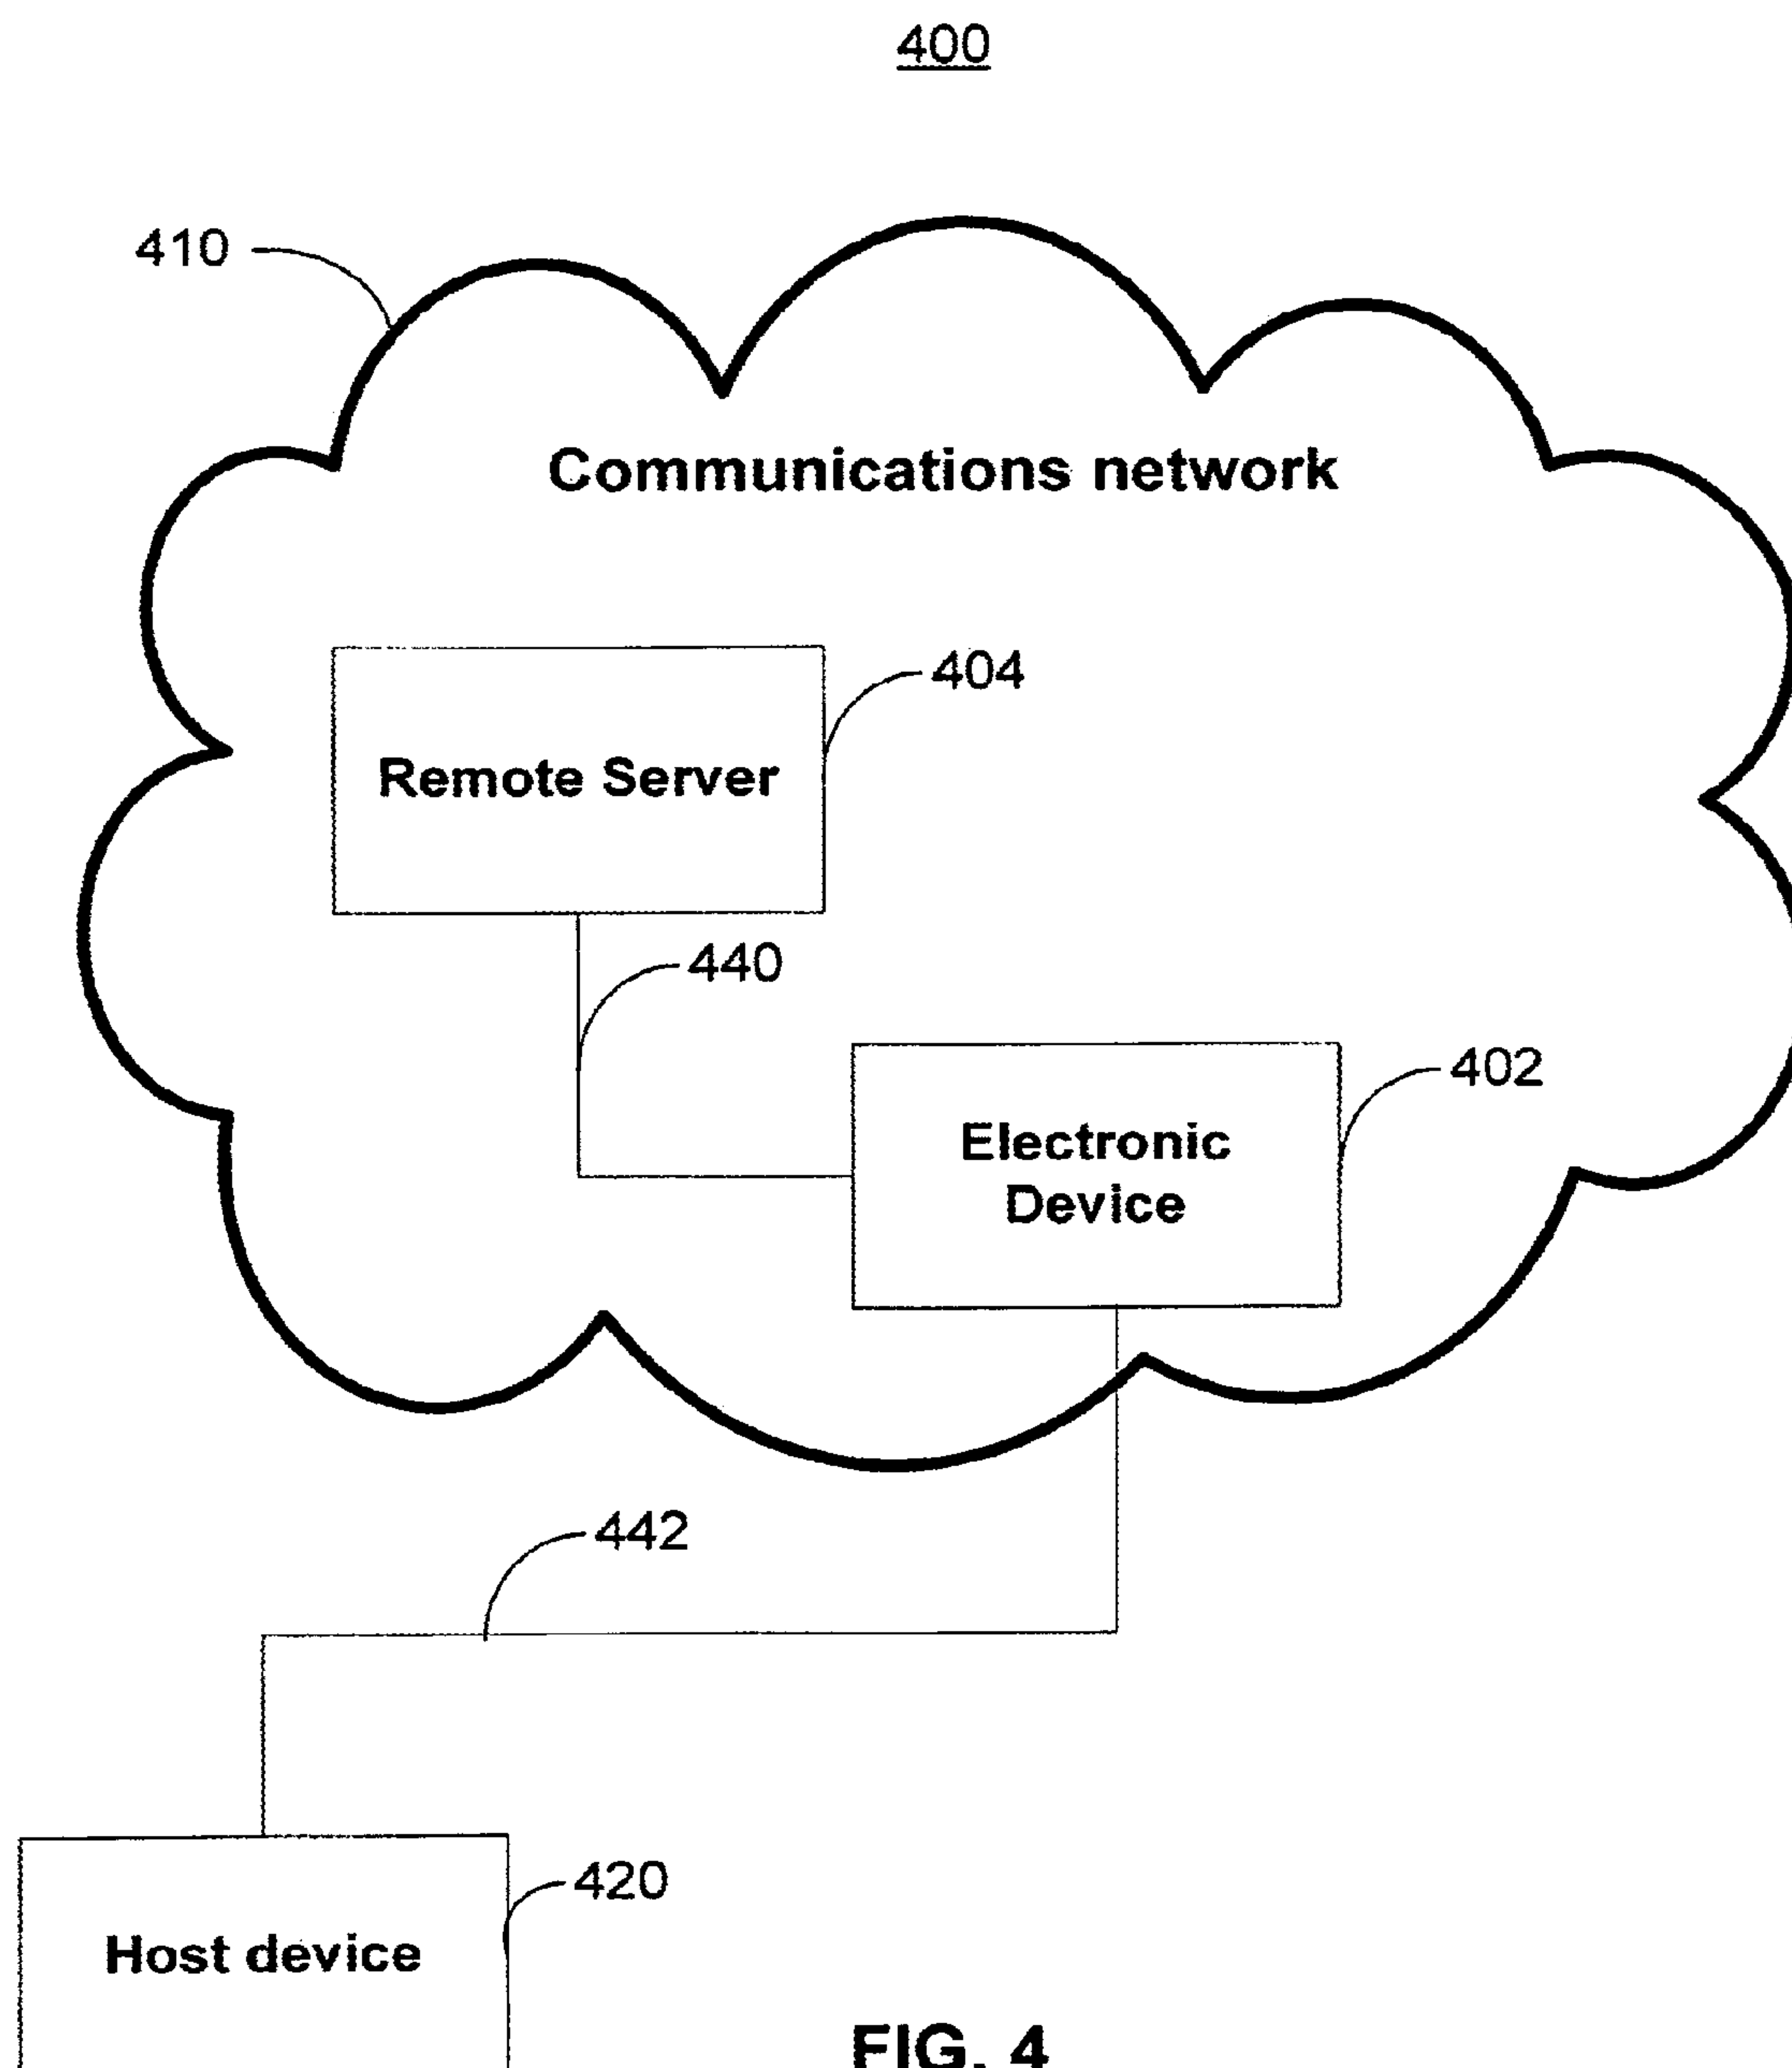 400
410
Communications network
404
Remote Server
440
402
Electronic
Device
442
420
Host device
FIG. 4